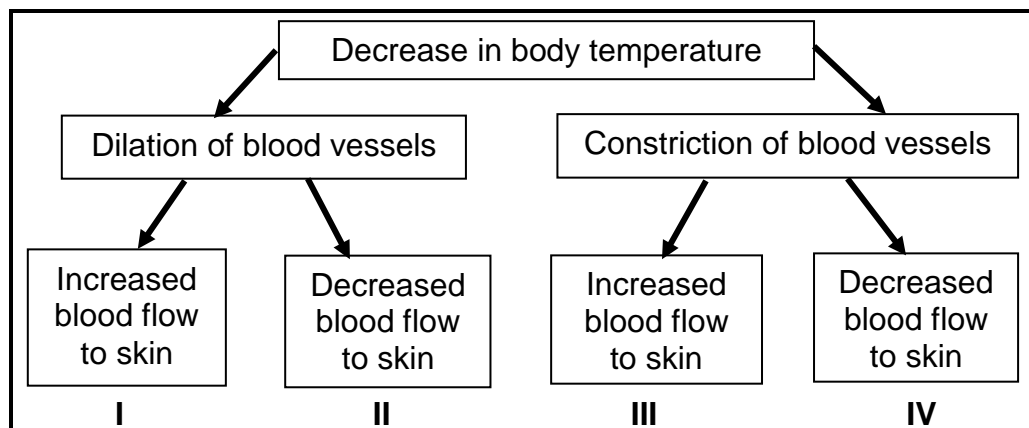 Decrease in body temperature
Dilation of blood vessels
Constriction of blood vessels
Increased
blood flow
to skin
Decreased
blood flow
to skin
Increased
blood flow
to skin
Decreased
blood flow
to skin
I
II
III
IV